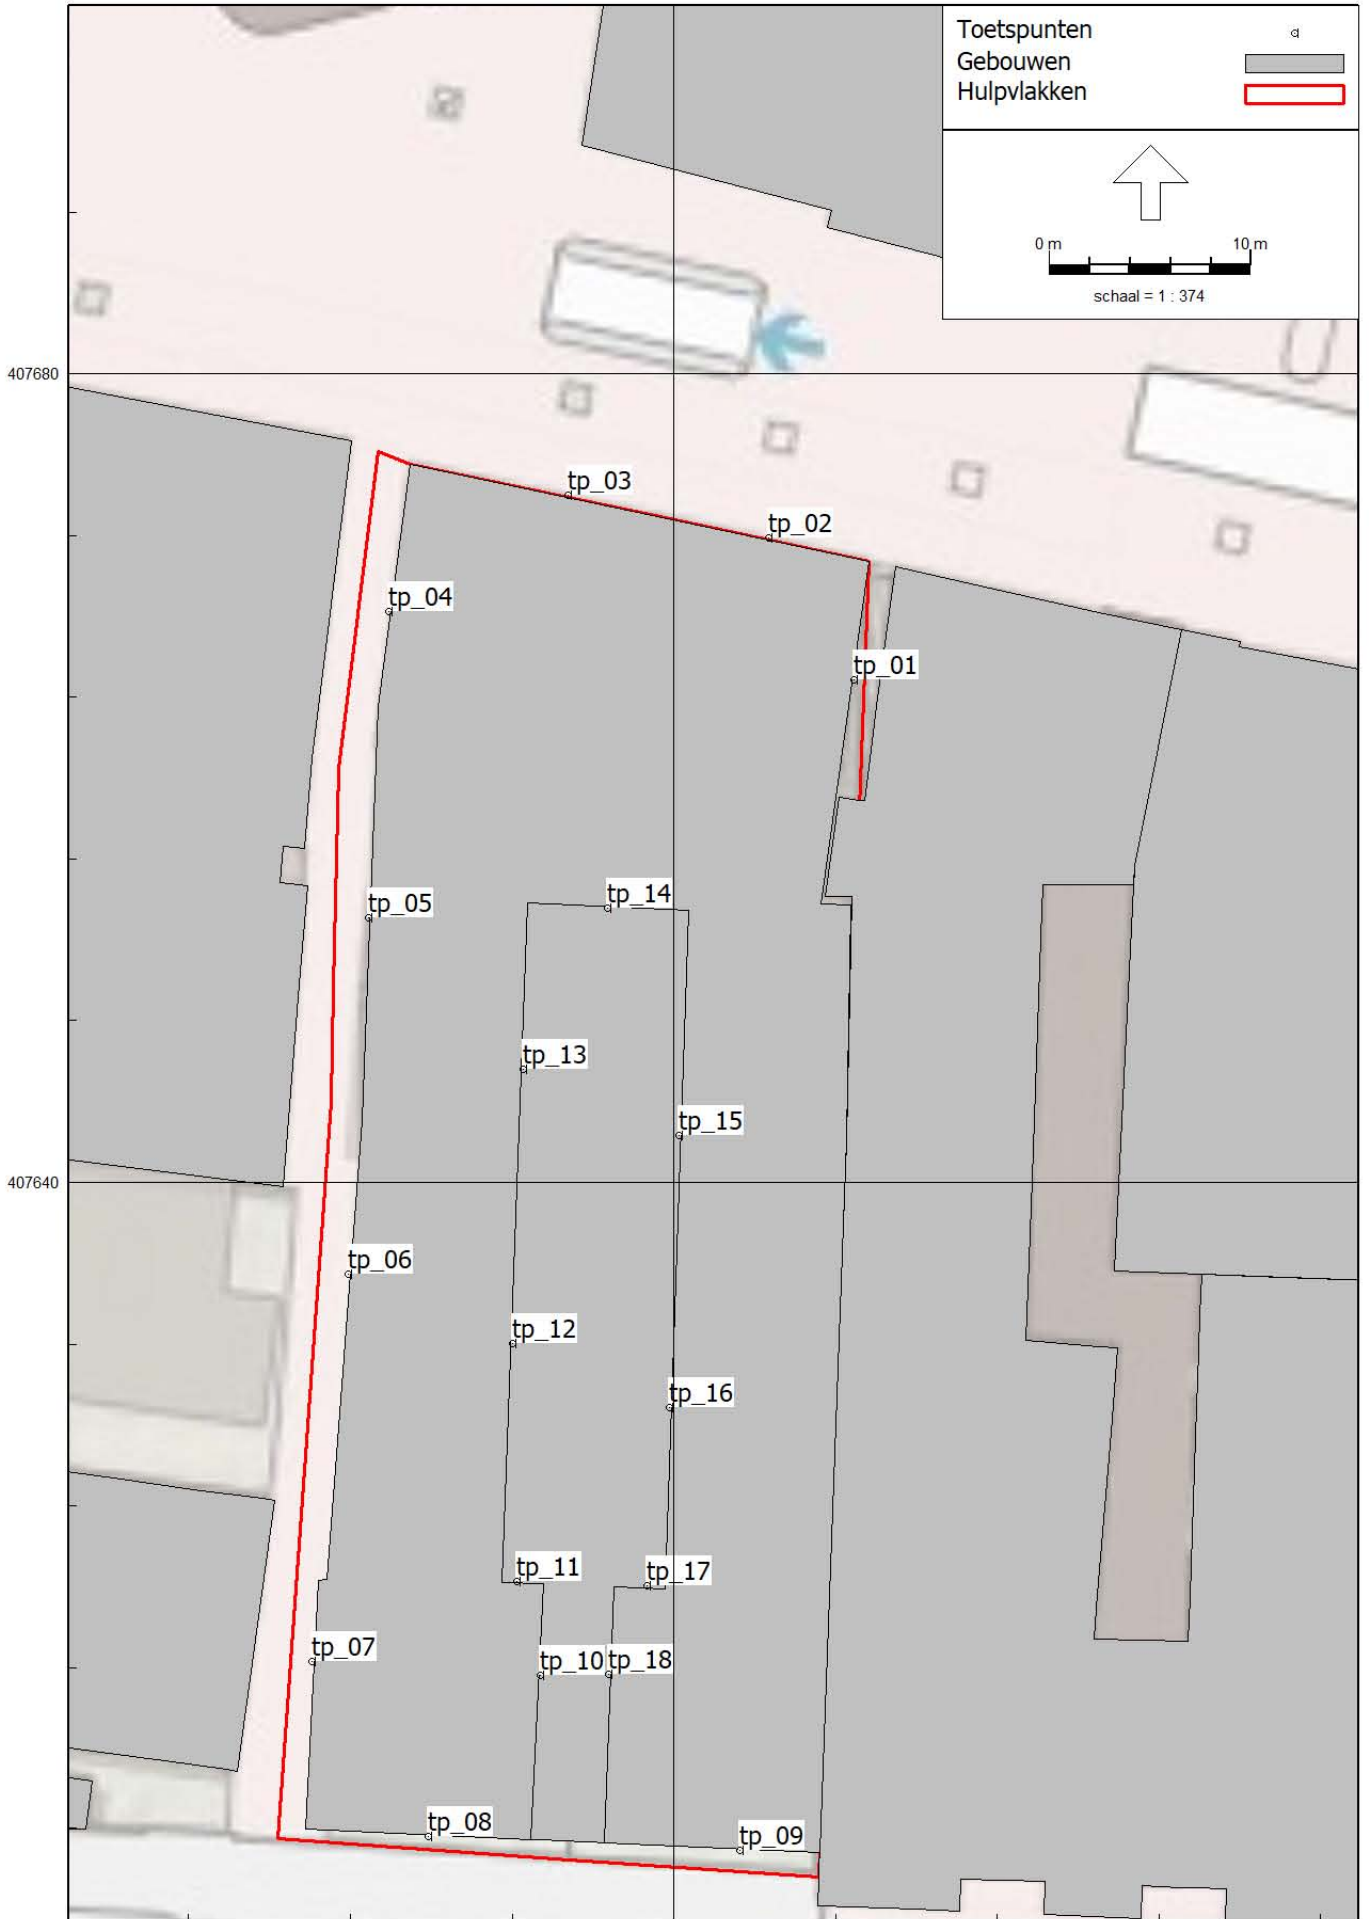 Toetspunten
Gebouwen
Hulpvlakken
0 m 10 m
schaal = 1 : 374
407680
tp_03
tp_02
tp_04
tp_01
tp_14
tp_05
tp_13
tp_15
407640
tp_06
tp_12
tp_16
tp_11
tp_17
tp_07
tp_10 tp_18
tp_08
tp_09